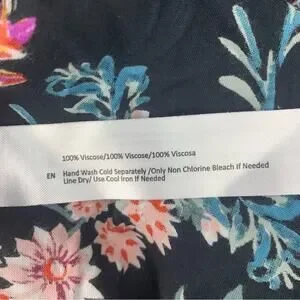 100% Viscose/100% Viscose/100% Viscosa
EN Hand Wash Cold Separately /Only Non Chlorine Bleach If Needed
Line Dry/ Use Cool Iron If Needed